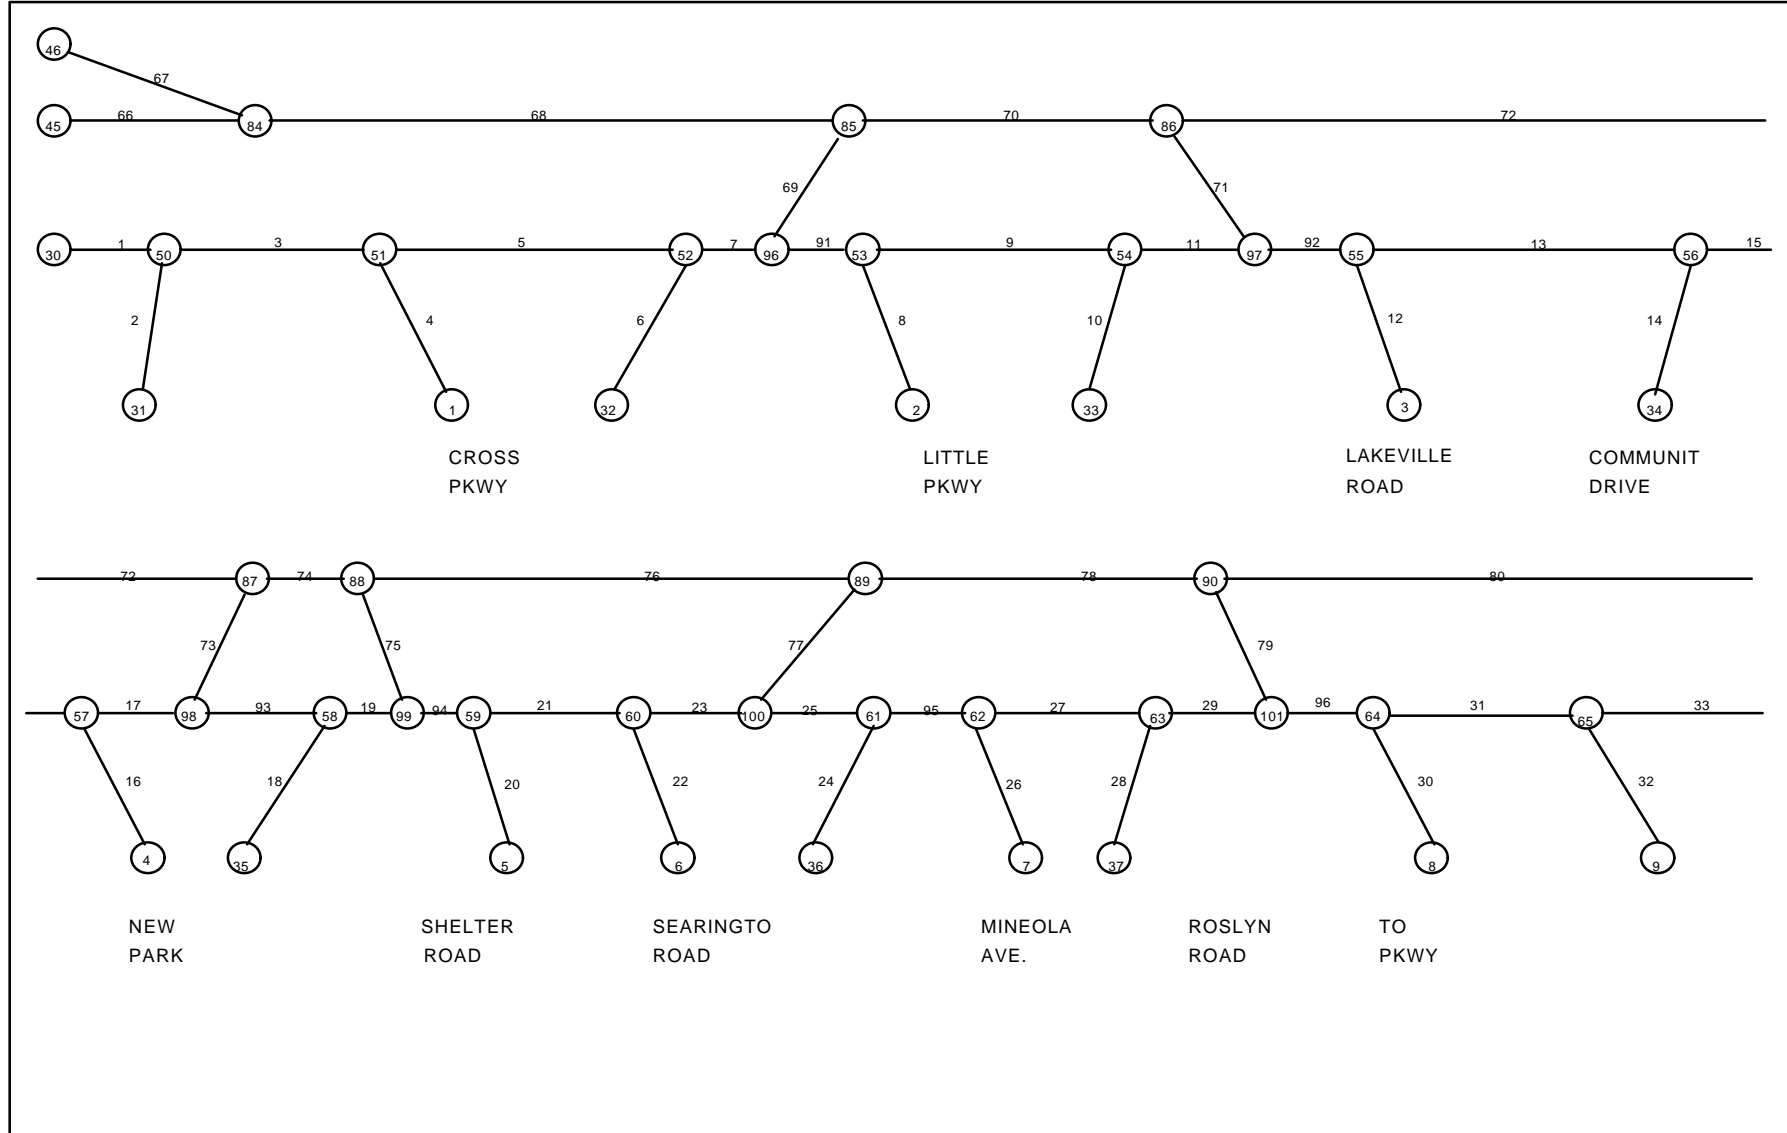 46
67
45 66 84 68 85 70 86 72
69 71
30 1 50 3 51 5 52 7 96 91 53 9 54 11 97 92 55 13 56 15
2 4 6 8 10 12 14
31 1 32 2 33 3 34
CROSS LITTLE LAKEVILLE COMMUNIT
PKWY PKWY ROAD DRIVE
72 87 74 88 76 89 78 90 80
73 75 77 79
57 17 98 93 58 19 99 94 59 21 60 23 100 25 61 95 62 27 63 29 101 96 64 31 65 33
16 18 20 22 24 26 28 30 32
4 35 5 6 36 7 37 8 9
NEW SHELTER SEARINGTO MINEOLA ROSLYN TO
PARK ROAD ROAD AVE. ROAD PKWY